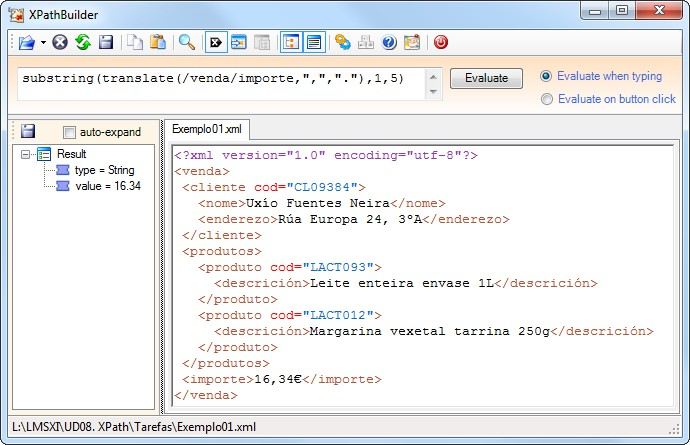 XPathBuilder
substring(translate(/venda/importe,",","."),1,5)
Evaluate
Evaluate when typing
Evaluate on button click
auto-expand
Result
type = String
value = 16.34
Exemplo01.xml
<?xml version="1.0" encoding="utf-8"?>
<venda>
<cliente cod="CL09384">
<nome>Uxío Fuentes Neira</nome>
<enderezo>Rúa Europa 24, 3ºA</enderezo>
</cliente>
<produtos>
<produto cod="LACT093">
<descrición>Leite enteira envase 1L</descrición>
</produto>
<produto cod="LACT012">
<descrición>Margarina vexetal tarrina 250g</descrición>
</produto>
</produtos>
<importe>16,34€</importe>
</venda>
L:\LMSXI\UD08. XPath\Tarefas\Exemplo01.xml